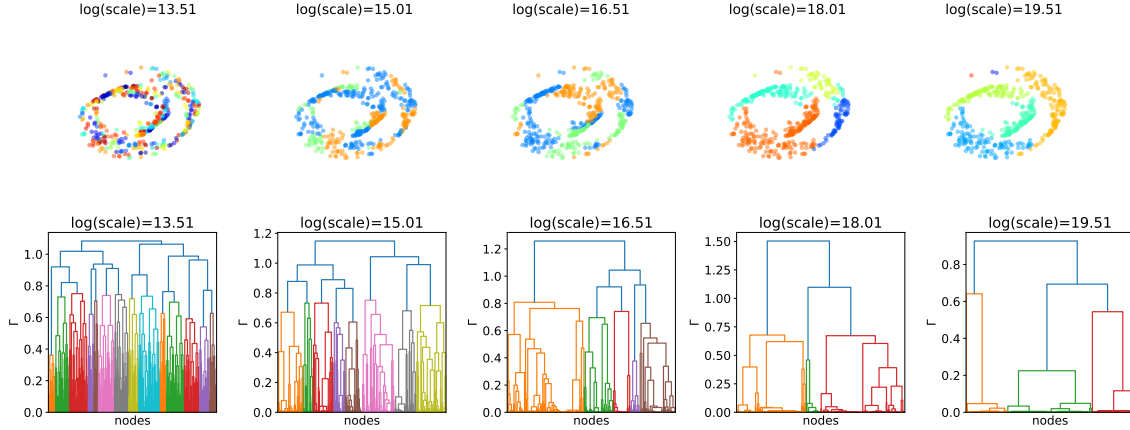 log(scale)=13.51 log(scale)=15.01 log(scale)=16.51 log(scale)=18.01 log(scale)=19.51
log(scale)=13.51
1.0
0.8
0.6
0.4
0.2
0.0
Γ
nodes
log(scale)=15.01
1.2
1.0
0.8
0.6
0.4
0.2
0.0
Γ
nodes
log(scale)=16.51
1.2
1.0
0.8
0.6
0.4
0.2
0.0
Γ
nodes
log(scale)=18.01
1.50
1.25
1.00
0.75
0.50
0.25
0.00
Γ
nodes
log(scale)=19.51
0.8
0.6
0.4
0.2
0.0
Γ
nodes